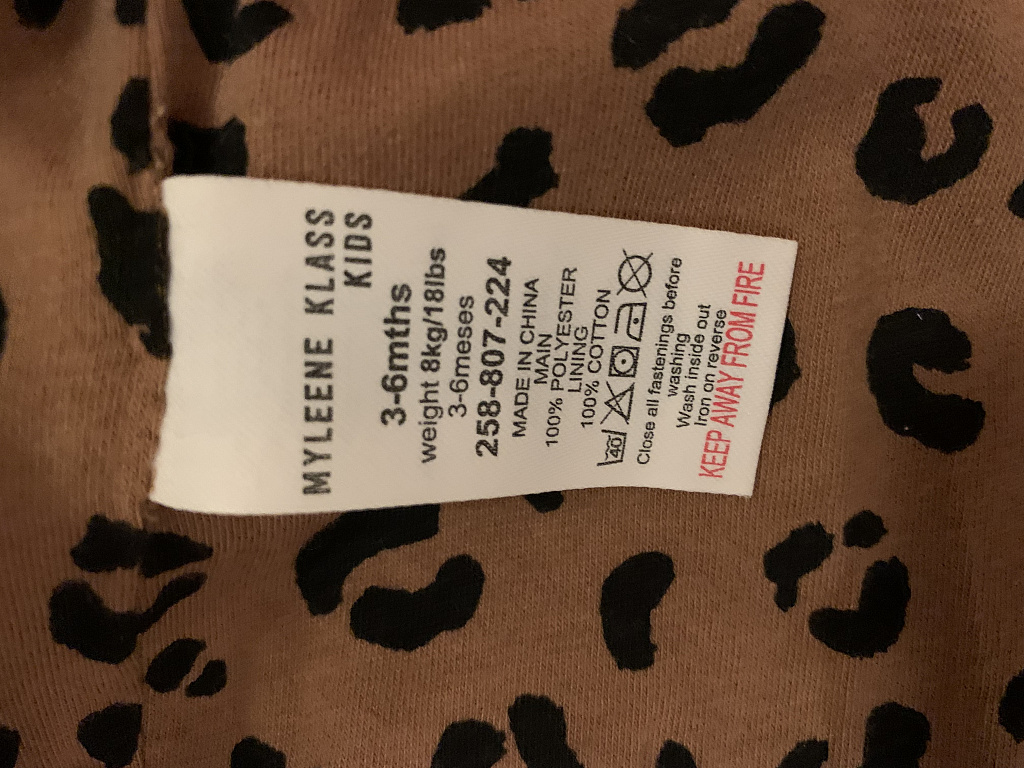 MYLEENE KLASS
KIDS
3-6mths
weight 8kg/18lbs
3-6meses
258-807-224
MADE IN CHINA
MAIN
100% POLYESTER
LINING
100% COTTON
40
Close all fastenings before
washing
Wash inside out
Iron on reverse
KEEP AWAY FROM FIRE